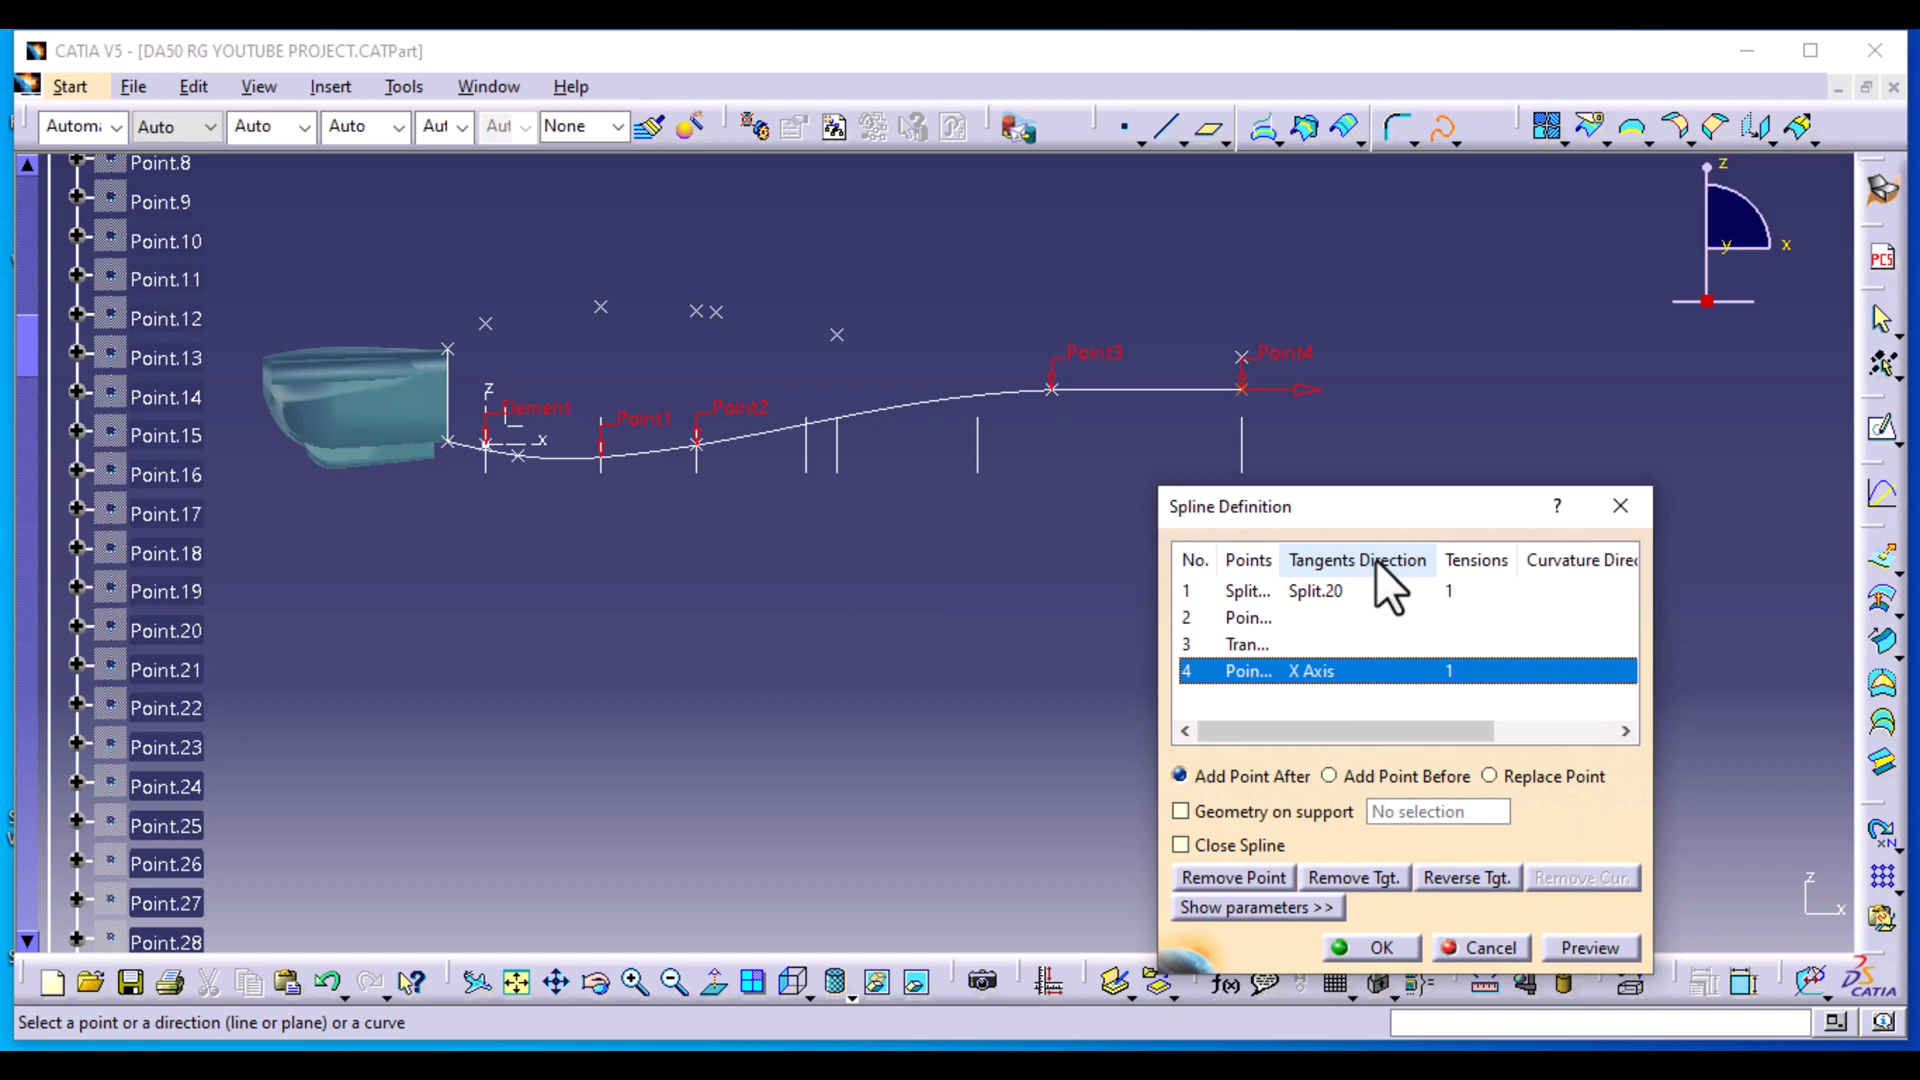 CATIA V5 - [DA50 RG YOUTUBE PROJECT.CATPart]
Start File Edit View Insert Tools Window Help
Auto Auto Auto None
Point.8
Point.9
Point.10
Point.11
Point.12
Point.13
Point.14
Point.15
Point.16
Point.17
Point.18
Point.19
Point.20
Point.21
Point.22
Point.23
Point.24
Point.25
Point.26
Point.27
Point.28
z
x
y
PCS
Point3
Point4
z
Element
Point1
Point2
x
Spline Definition ?
No. Points Tangents Direction Tensions Curvature Direc
1 Split... Split.20 1
2 Poin...
3 Tran...
4 Poin... X Axis 1
Add Point After Add Point Before Replace Point
Geometry on support No selection
Close Spline
Remove Point Remove Tgt. Reverse Tgt. Remove Cur.
Show parameters >>
OK Cancel Preview
z
x
f(x)
CATIA
Select a point or a direction (line or plane) or a curve